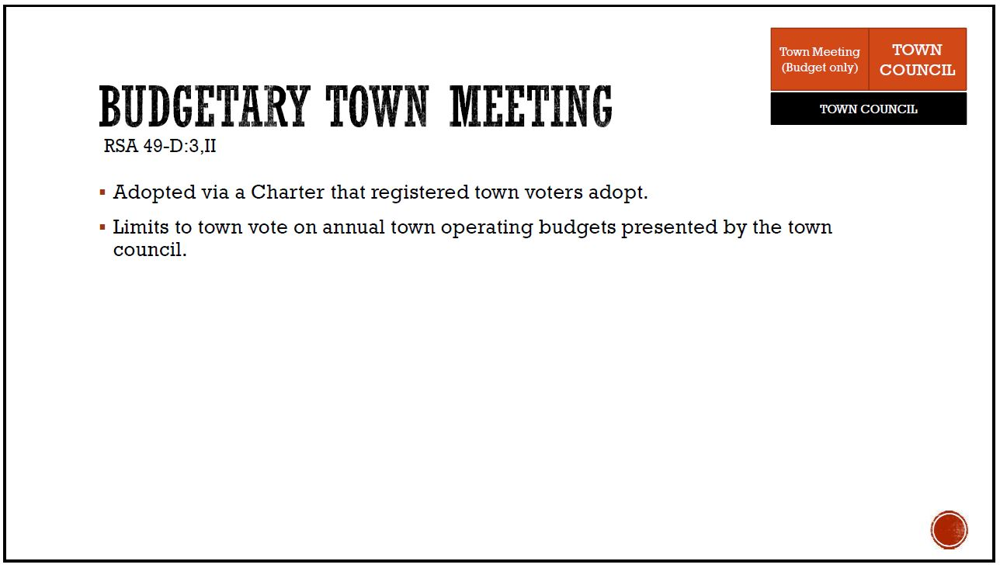 Town Meeting
(Budget only)
TOWN
COUNCIL
TOWN COUNCIL
BUDGETARY TOWN MEETING
RSA 49-D:3,II
▪ Adopted via a Charter that registered town voters adopt.
▪ Limits to town vote on annual town operating budgets presented by the town
council.